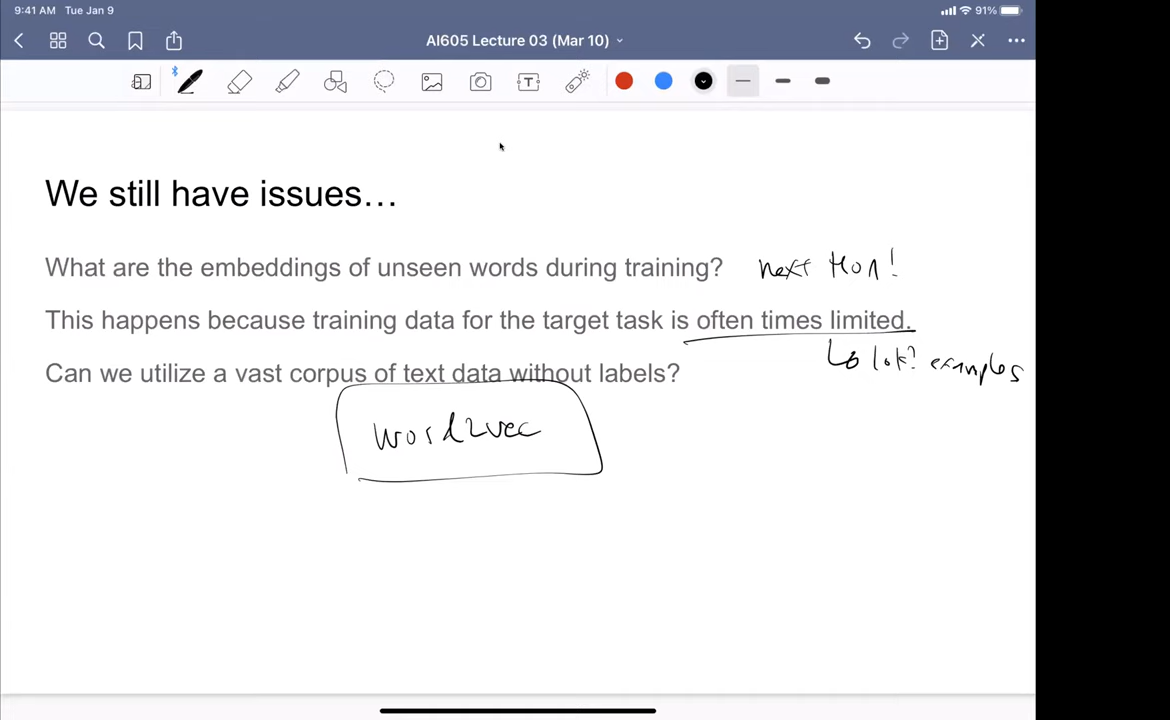 9:41 AM Tue Jan 9
91%
AI605 Lecture 03 (Mar 10)
T
We still have issues…
What are the embeddings of unseen words during training? next Mon!
This happens because training data for the target task is often times limited.
↳ 10k? examples
Can we utilize a vast corpus of text data without labels?
word2vec